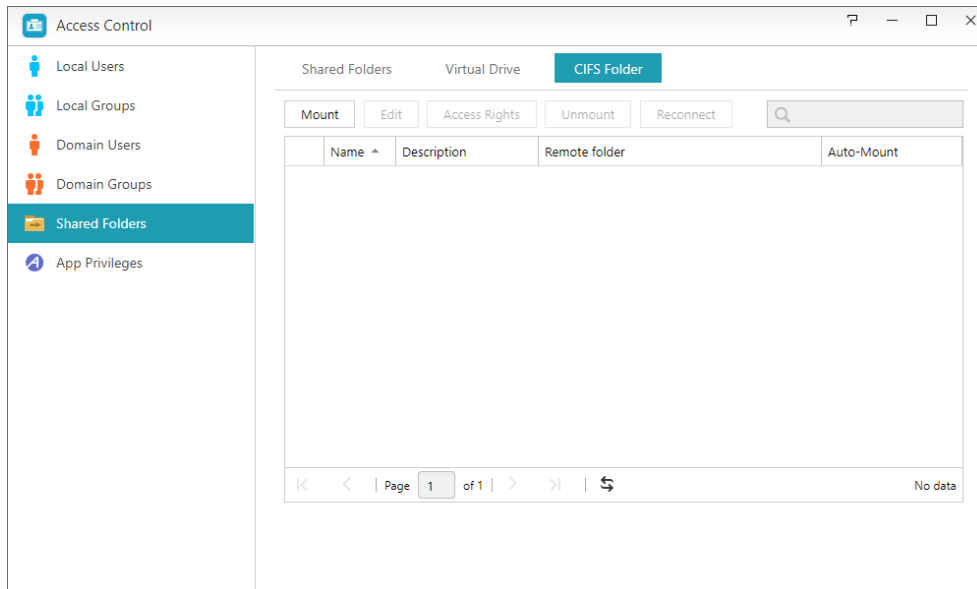 Access Control
Local Users
Local Groups
Domain Users
Domain Groups
Shared Folders
App Privileges
Shared Folders Virtual Drive CIFS Folder
Mount Edit Access Rights Unmount Reconnect
Name Description Remote folder Auto-Mount
Page 1 of 1 No data